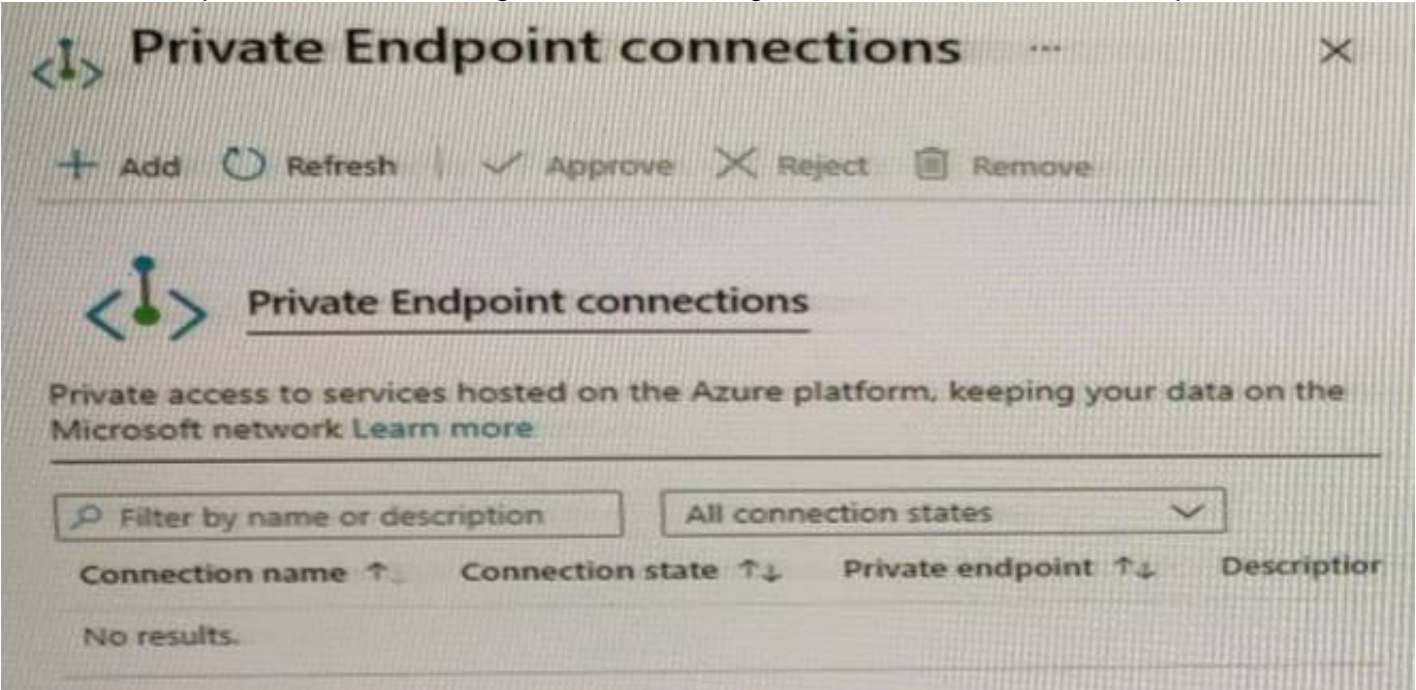 Private Endpoint connections ...
Add Refresh Approve Reject Remove
Private Endpoint connections
Private access to services hosted on the Azure platform, keeping your data on the
Microsoft network Learn more
Filter by name or description All connection states
Connection name ↑ Connection state ↑↓ Private endpoint ↑↓ Descriptior
No results.